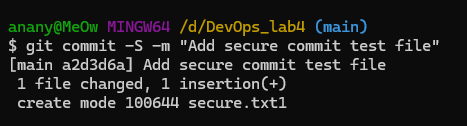 anany@MeOw MINGW64 /d/DevOps_lab4 (main)
$ git commit -S -m "Add secure commit test file"
[main a2d3d6a] Add secure commit test file
 1 file changed, 1 insertion(+)
 create mode 100644 secure.txt1